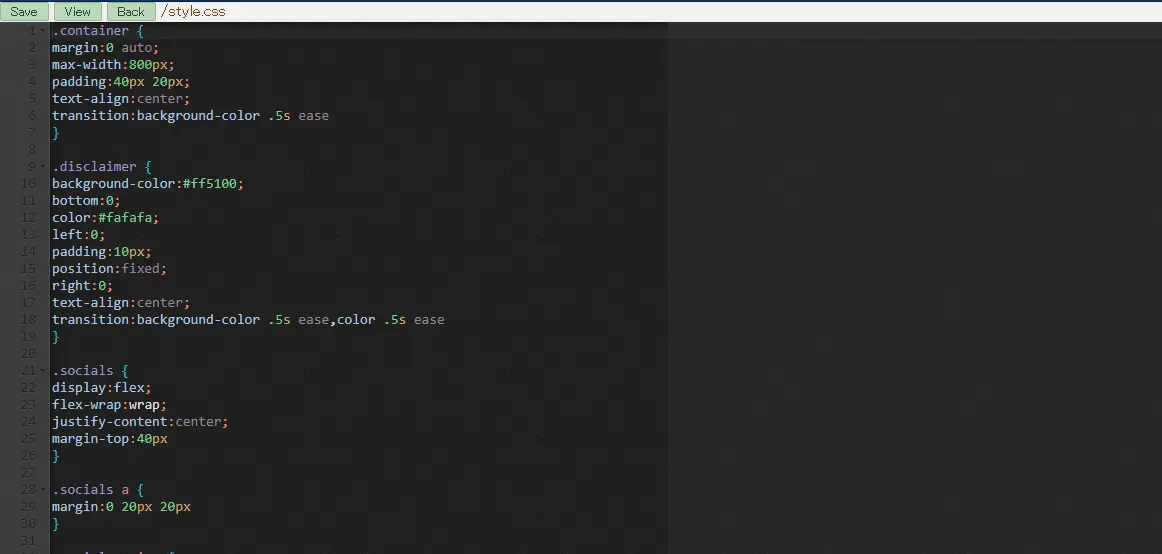 Save View Back /style.css
1 .container {
2 margin:0 auto;
3 max-width:800px;
4 padding:40px 20px;
5 text-align:center;
6 transition:background-color .5s ease
7 }
8
9 .disclaimer {
10 background-color:#ff5100;
11 bottom:0;
12 color:#fafafa;
13 left:0;
14 padding:10px;
15 position:fixed;
16 right:0;
17 text-align:center;
18 transition:background-color .5s ease,color .5s ease
19 }
20
21 .socials {
22 display:flex;
23 flex-wrap:wrap;
24 justify-content:center;
25 margin-top:40px
26 }
27
28 .socials a {
29 margin:0 20px 20px
30 }
31